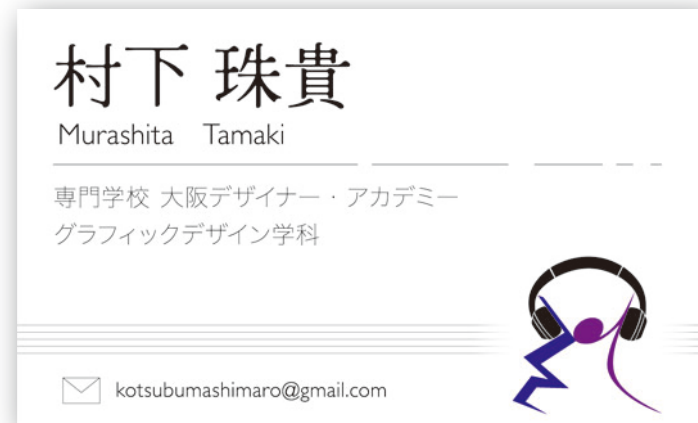 村下 珠貴
Murashita Tamaki
専門学校 大阪デザイナー・アカデミー
グラフィックデザイン学科
kotsubumashimaro@gmail.com